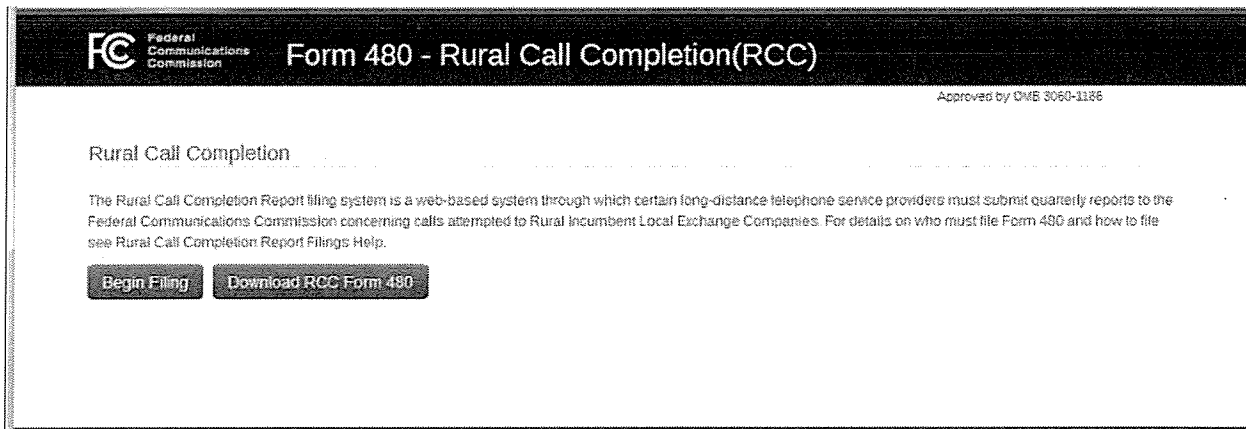 FCC Federal Communications Commission
Form 480 - Rural Call Completion(RCC)
Approved by OMB 3060-1186
Rural Call Completion
The Rural Call Completion Report filing system is a web-based system through which certain long-distance telephone service providers must submit quarterly reports to the
Federal Communications Commission concerning calls attempted to Rural Incumbent Local Exchange Companies. For details on who must file Form 480 and how to file
see Rural Call Completion Report Filings Help.
Begin Filing
Download RCC Form 480